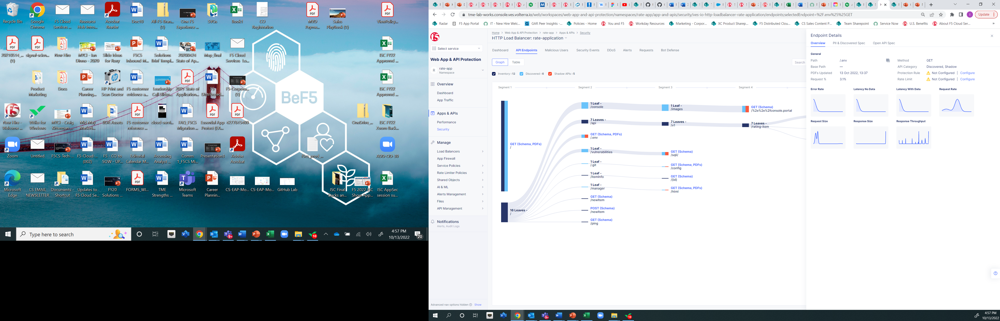 Recycle Bin
Google Chrome
F5 Cloud Services ...
Resource Hub Intro...
Acrobat Reader
Doc10
All-F5-Bran... (1)
One F5 Experience ...
SVGs
Book1
CO Registration
MVD Payme...
Sales PlayBook (1)
ViewPolicy...
20210514_... (1)
signal-scien...
New Hire
MYCI - Ian Dinno - 2020
Slide Ideas for Roxy
F5CS Inbound M...
Solutions Brief Templ...
20200424 State of Ap...
Map_final
F5 Cloud Services Lo...
ISC FY22 Approved ...
Product Marketing
Docs
Career Planning...
HP Print and Scan Doctor
F5 customer evidence a...
Leadership Call Slides...
2021 State of Application...
F5 Distributed...
F5-Corpora... (1)
ISC FY22 Approved ...
BeF5
New Hire - Welcome ...
Wrike for Windows
MYCI - Craig Kitterman ...
Mid May Marketi...
BDR Assets
F5 customer reference ...
cloud-servi...
FAQ_F5CS Migration ...
Essential App Protect (EA...
4277615409
OneDrive_...
ISC FY22 Zoom Back...
Zoom
Untitled
F5CS-Tech-...
F5-Cloud-... (002)
F5 - CO to SOW - UP...
Editorial Calendar M...
Accessing Analyst ...
Comm 1_F5CS Mi...
Presentation3
Adobe Acrobat
f5cs_prod_...
ADD-OD-30
Microsoft Edge
CS EMAIL NEWSLETTER
Documents - Shortcut
Updates to F5 Cloud Se...
FY20 Solutions ...
FORMS_WI...
TME Strengths ...
Microsoft Teams
Career Plannin...
CS-EAP-Mo...
CS-EAP-Mo...
GitHub Lab
ISC Final Decks an...
F5 2022 ISC Show App...
ISC AppSec session su...
Type here to search
9+
10
4:57 PM
10/13/2022
20
tme-lab-works.console.ves.volterra.io/web/workspaces/web-app-and-api-protection/namespaces/rate-app/app-and-apis/security/ves-io-http-loadbalancer-rate-application/endpoints;selectedEndpoint=%2F.env%25%25GET
Update
Radar
F5 App Portal
IT - New Hire Welc...
GAR Peer Insights -...
Policies - Home
You and F5
Workday Resources
Marketing - Corpor...
XC Product Sharep...
F5 Distributed Clou...
CS Sales Content P...
Team Sharepoint
Service Now
U.S. Benefits
About F5 Cloud Ser...
»
f5
Select service
Web App & API Protection
R
rate-app
Namespace
Overview
Dashboard
App Traffic
Apps & APIs
Performance
Security
Manage
Load Balancers
App Firewall
Service Policies
Rate Limiter Policies
Shared Objects
AI & ML
Alerts Management
Files
API Management
Notifications
Alerts, Audit Logs
Advanced nav options hidden
Show
Home > Web App & API Protection > rate-app > Apps & APIs > Security
HTTP Load Balancer: rate-application
Dashboard
API Endpoints
Malicious Users
Security Events
DDoS
Alerts
Requests
Bot Defense
Graph
Table
Search
Inventory : 12
Discovered : 6
Shadow APIs : 5
Segment 1
Segment 2
Segment 3
Segment 4
GET (Schema, PDFs)
/
16 Leaves -
/
1 Leaf -
/console
7 Leaves -
/api
GET (Schema, PDFs)
/.env
1 Leaf -
/vulnerabilities
1 Leaf -
/.git
1 Leaf -
/itemInfo
1 Leaf -
/manager
GET (Schema)
/newItem
POST (Schema)
/newItem
GET (Schema)
/ping
1 Leaf -
/images
7 Leaves -
/v1
GET (Schema)
/sqli/
GET (Schema, PDFs)
/config
GET (Schema)
/{id}
GET (Schema, PDFs)
/html
GET (Schema)
/%2e%2e%2fconsole.portal
7 Leaves -
/rating-item
Endpoint Details
Overview
PII & Discovered Spec
Open API Spec
General
Path /.env
Method GET
Base Path —
API Category Discovered, Shadow
PDFs Updated 13 Oct 2022, 13:37
Protection Rule Not Configured | Configure
Request % 3.1%
Rate Limit Not Configured | Configure
Error Rate
Latency No Data
Latency With Data
Request Rate
Request Size
Response Size
Response Throughput
9+
10
4:57 PM
10/13/2022